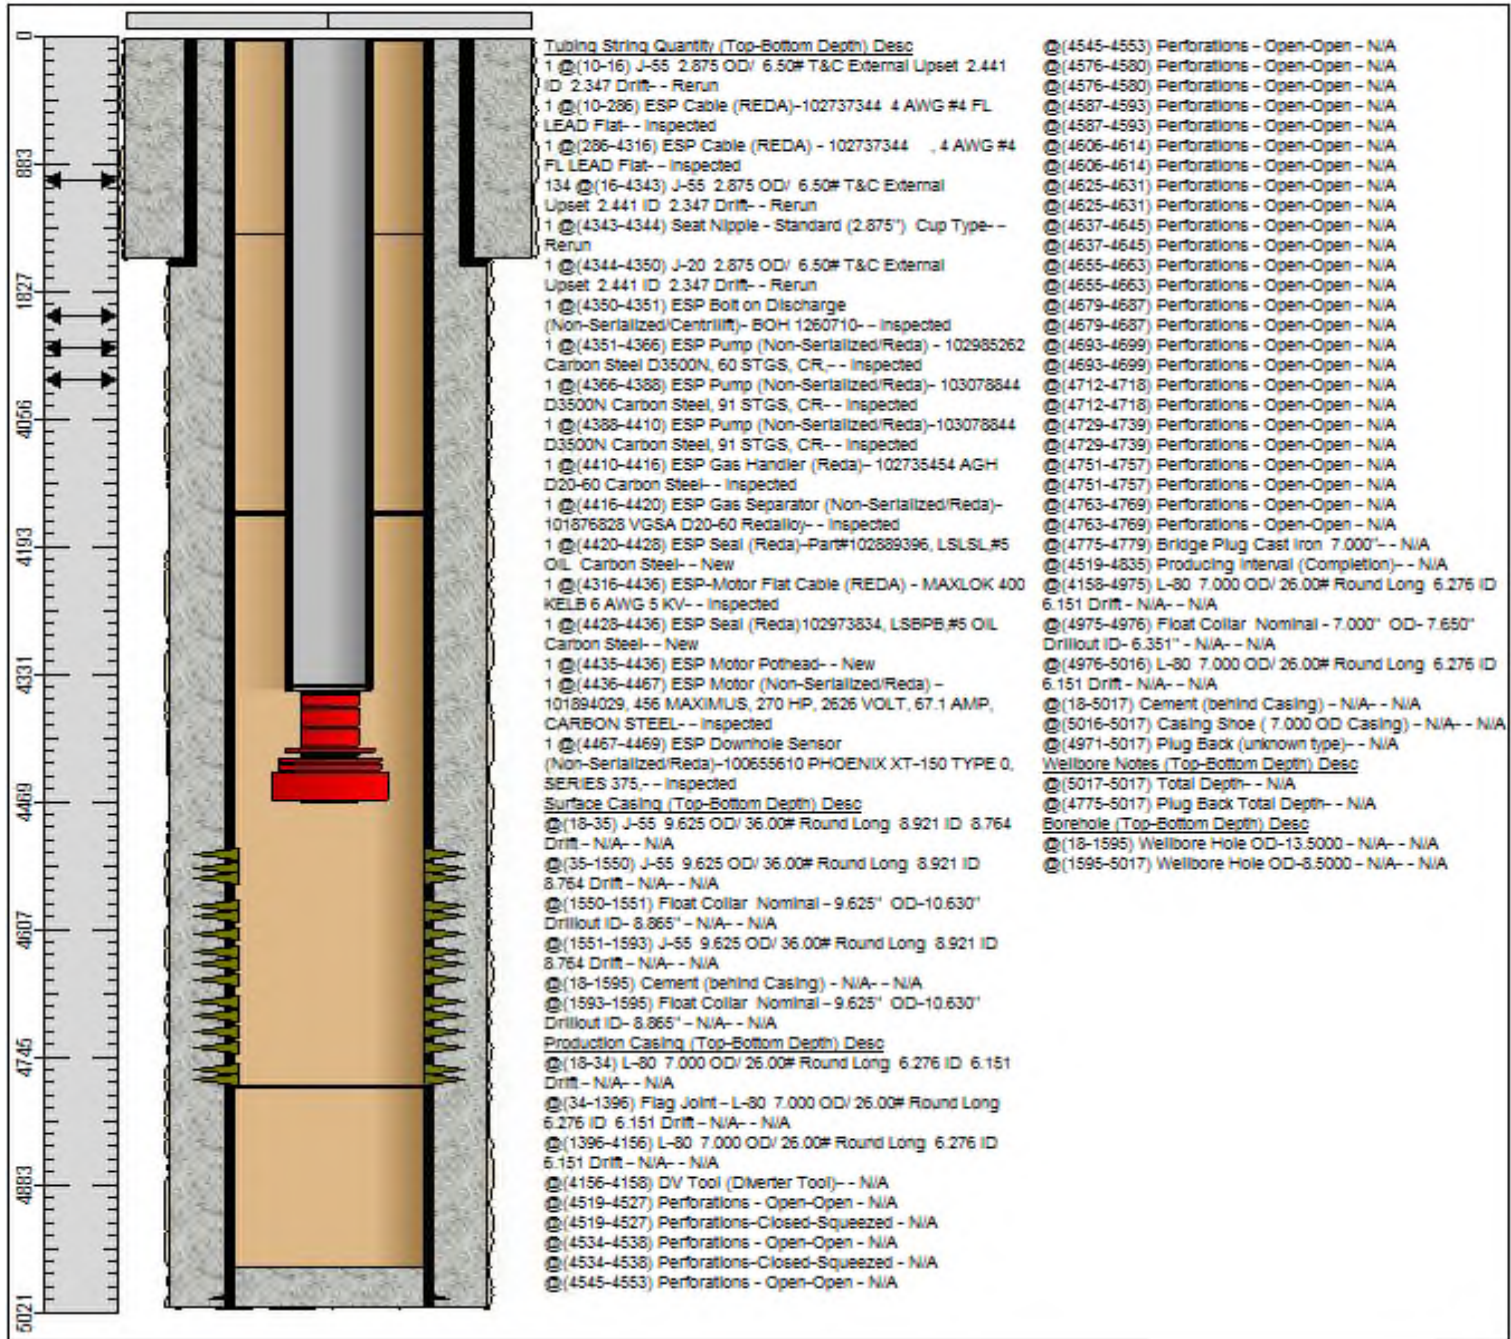 0
883
1827
4056
4193
4331
4469
4607
4745
4883
5021
Tubing String Quantity (Top-Bottom Depth) Desc
1 @(10-16) J-55 2.875 OD/ 6.50# T&C External Upset 2.441
ID 2.347 Drift- - Rerun
1 @(10-286) ESP Cable (REDA)-102737344 4 AWG #4 FL
LEAD Flat- - Inspected
1 @(286-4316) ESP Cable (REDA) - 102737344 , 4 AWG #4
FL LEAD Flat- - Inspected
134 @(16-4343) J-55 2.875 OD/ 6.50# T&C External
Upset 2.441 ID 2.347 Drift- - Rerun
1 @(4343-4344) Seat Nipple - Standard (2.875") Cup Type- -
Rerun
1 @(4344-4350) J-20 2.875 OD/ 6.50# T&C External
Upset 2.441 ID 2.347 Drift- - Rerun
1 @(4350-4351) ESP Bolt on Discharge
(Non-Serialized/Centrilift)- BOH 1260710- - Inspected
1 @(4351-4366) ESP Pump (Non-Serialized/Reda) - 102985262
Carbon Steel D3500N, 60 STGS, CR,- - Inspected
1 @(4366-4388) ESP Pump (Non-Serialized/Reda)- 103078844
D3500N Carbon Steel, 91 STGS, CR- - Inspected
1 @(4388-4410) ESP Pump (Non-Serialized/Reda)-103078844
D3500N Carbon Steel, 91 STGS, CR- - Inspected
1 @(4410-4416) ESP Gas Handler (Reda)- 102735454 AGH
D20-60 Carbon Steel- - Inspected
1 @(4416-4420) ESP Gas Separator (Non-Serialized/Reda)-
101876828 VGSA D20-60 Redalloy- - Inspected
1 @(4420-4428) ESP Seal (Reda)-Part#102889396, LSLSL,#5
OIL Carbon Steel- - New
1 @(4316-4436) ESP-Motor Flat Cable (REDA) - MAXLOK 400
KELB 6 AWG 5 KV- - Inspected
1 @(4428-4436) ESP Seal (Reda)102973834, LSBPB,#5 OIL
Carbon Steel- - New
1 @(4435-4436) ESP Motor Pothead- - New
1 @(4436-4467) ESP Motor (Non-Serialized/Reda) -
101894029, 456 MAXIMUS, 270 HP, 2626 VOLT, 67.1 AMP,
CARBON STEEL- - Inspected
1 @(4467-4469) ESP Downhole Sensor
(Non-Serialized/Reda)-100655610 PHOENIX XT-150 TYPE 0,
SERIES 375,- - Inspected
Surface Casing (Top-Bottom Depth) Desc
@(18-35) J-55 9.625 OD/ 36.00# Round Long 8.921 ID 8.764
Drift - N/A- - N/A
@(35-1550) J-55 9.625 OD/ 36.00# Round Long 8.921 ID
8.764 Drift - N/A- - N/A
@(1550-1551) Float Collar Nominal - 9.625" OD-10.630"
Drillout ID- 8.865" - N/A- - N/A
@(1551-1593) J-55 9.625 OD/ 36.00# Round Long 8.921 ID
8.764 Drift - N/A- - N/A
@(18-1595) Cement (behind Casing) - N/A- - N/A
@(1593-1595) Float Collar Nominal - 9.625" OD-10.630"
Drillout ID- 8.865" - N/A- - N/A
Production Casing (Top-Bottom Depth) Desc
@(18-34) L-80 7.000 OD/ 26.00# Round Long 6.276 ID 6.151
Drift - N/A- - N/A
@(34-1396) Flag Joint - L-80 7.000 OD/ 26.00# Round Long
6.276 ID 6.151 Drift - N/A- - N/A
@(1396-4156) L-80 7.000 OD/ 26.00# Round Long 6.276 ID
6.151 Drift - N/A- - N/A
@(4156-4158) DV Tool (Diverter Tool)- - N/A
@(4519-4527) Perforations - Open-Open - N/A
@(4519-4527) Perforations-Closed-Squeezed - N/A
@(4534-4538) Perforations - Open-Open - N/A
@(4534-4538) Perforations-Closed-Squeezed - N/A
@(4545-4553) Perforations - Open-Open - N/A
@(4545-4553) Perforations - Open-Open - N/A
@(4576-4580) Perforations - Open-Open - N/A
@(4576-4580) Perforations - Open-Open - N/A
@(4587-4593) Perforations - Open-Open - N/A
@(4587-4593) Perforations - Open-Open - N/A
@(4606-4614) Perforations - Open-Open - N/A
@(4606-4614) Perforations - Open-Open - N/A
@(4625-4631) Perforations - Open-Open - N/A
@(4625-4631) Perforations - Open-Open - N/A
@(4637-4645) Perforations - Open-Open - N/A
@(4637-4645) Perforations - Open-Open - N/A
@(4655-4663) Perforations - Open-Open - N/A
@(4655-4663) Perforations - Open-Open - N/A
@(4679-4687) Perforations - Open-Open - N/A
@(4679-4687) Perforations - Open-Open - N/A
@(4693-4699) Perforations - Open-Open - N/A
@(4693-4699) Perforations - Open-Open - N/A
@(4712-4718) Perforations - Open-Open - N/A
@(4712-4718) Perforations - Open-Open - N/A
@(4729-4739) Perforations - Open-Open - N/A
@(4729-4739) Perforations - Open-Open - N/A
@(4751-4757) Perforations - Open-Open - N/A
@(4751-4757) Perforations - Open-Open - N/A
@(4763-4769) Perforations - Open-Open - N/A
@(4763-4769) Perforations - Open-Open - N/A
@(4775-4779) Bridge Plug Cast Iron 7.000"- - N/A
@(4519-4835) Producing Interval (Completion)- - N/A
@(4158-4975) L-80 7.000 OD/ 26.00# Round Long 6.276 ID
6.151 Drift - N/A- - N/A
@(4975-4976) Float Collar Nominal - 7.000" OD- 7.650"
Drillout ID- 6.351" - N/A- - N/A
@(4976-5016) L-80 7.000 OD/ 26.00# Round Long 6.276 ID
6.151 Drift - N/A- - N/A
@(18-5017) Cement (behind Casing) - N/A- - N/A
@(5016-5017) Casing Shoe ( 7.000 OD Casing) - N/A- - N/A
@(4971-5017) Plug Back (unknown type)- - N/A
Wellbore Notes (Top-Bottom Depth) Desc
@(5017-5017) Total Depth- - N/A
@(4775-5017) Plug Back Total Depth- - N/A
Borehole (Top-Bottom Depth) Desc
@(18-1595) Wellbore Hole OD-13.5000 - N/A- - N/A
@(1595-5017) Wellbore Hole OD-8.5000 - N/A- - N/A